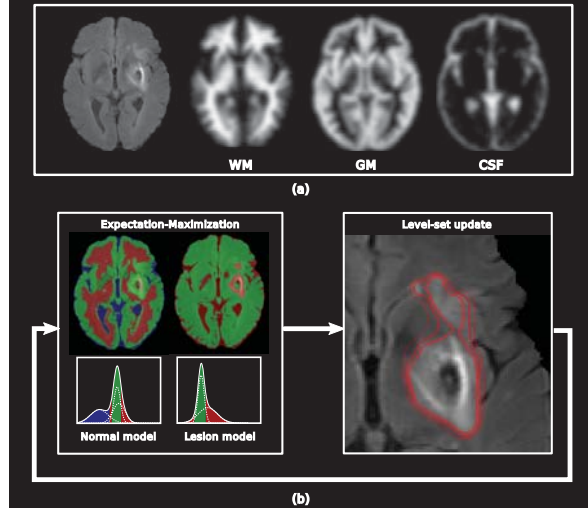 WM
GM
CSF
(a)
Expectation-Maximization
Level-set update
Normal model
Lesion model
(b)